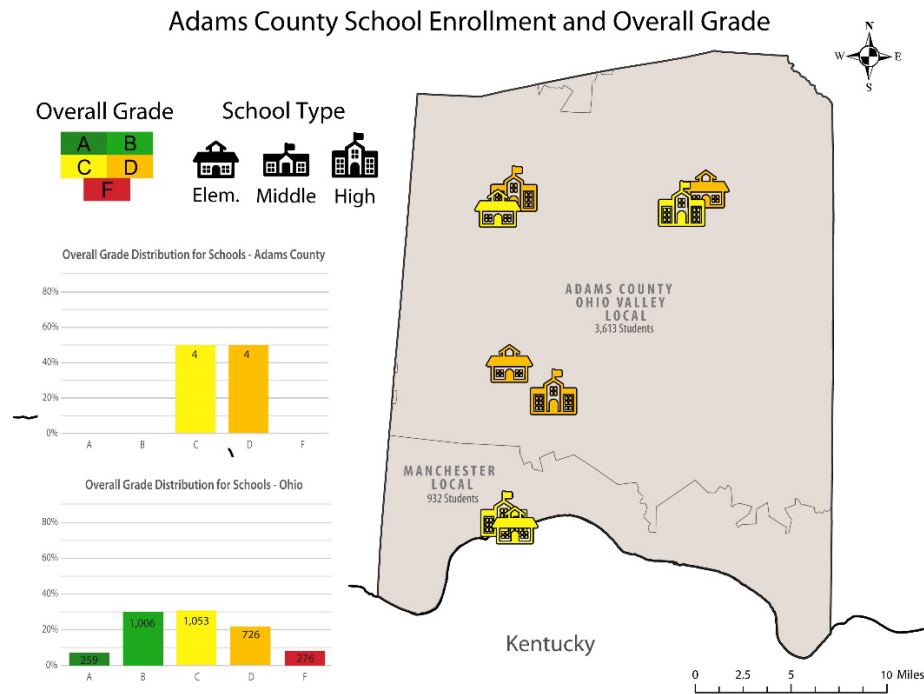 Adams County School Enrollment and Overall Grade
N
W E
S
Overall Grade
A B
C D
F
School Type
Elem. Middle High
Overall Grade Distribution for Schools - Adams County
80%
60%
40%
20%
0%
4 4
A B C D F
Overall Grade Distribution for Schools - Ohio
80%
60%
40%
20%
0%
259 1,006 1,053 726 276
A B C D F
ADAMS COUNTY
OHIO VALLEY
LOCAL
3,613 Students
MANCHESTER
LOCAL
932 Students
Kentucky
0 2.5 5 10 Miles